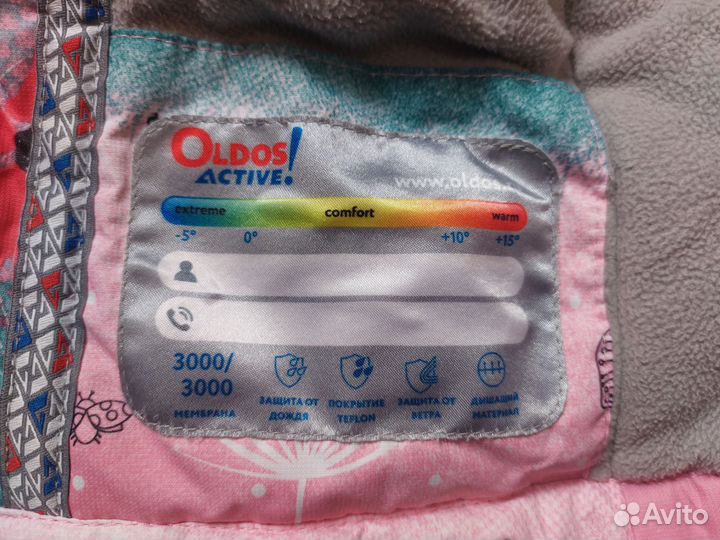 OLDOS
ACTIVE!
www.oldos.
extreme comfort warm
-5° 0° +10° +15°
3000/
3000
МЕМБРАНА
ЗАЩИТА ОТ
ДОЖДЯ
ПОКРЫТИЕ
TEFLON
ЗАЩИТА ОТ
ВЕТРА
ДЫШАЩИЙ
МАТЕРИАЛ
Avito